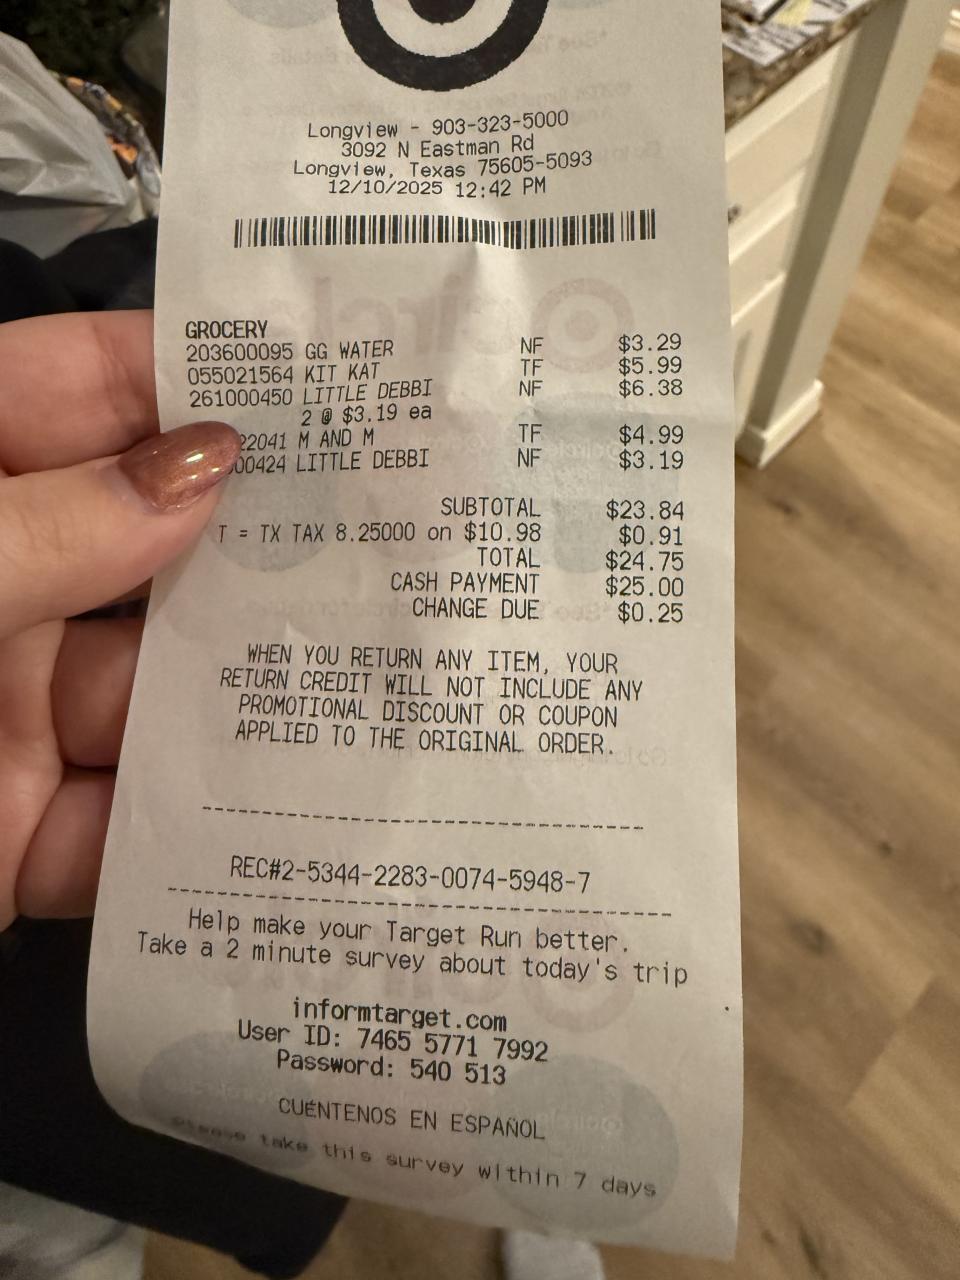 Longview - 903-323-5000
3092 N Eastman Rd
Longview, Texas 75605-5093
12/10/2025 12:42 PM
GROCERY
203600095 GG WATER NF $3.29
055021564 KIT KAT TF $5.99
261000450 LITTLE DEBBI NF $6.38
2 @ $3.19 ea
22041 M AND M TF $4.99
00424 LITTLE DEBBI NF $3.19
SUBTOTAL $23.84
T = TX TAX 8.25000 on $10.98 $0.91
TOTAL $24.75
CASH PAYMENT $25.00
CHANGE DUE $0.25
WHEN YOU RETURN ANY ITEM, YOUR
RETURN CREDIT WILL NOT INCLUDE ANY
PROMOTIONAL DISCOUNT OR COUPON
APPLIED TO THE ORIGINAL ORDER.
REC#2-5344-2283-0074-5948-7
Help make your Target Run better.
Take a 2 minute survey about today's trip
informtarget.com
User ID: 7465 5771 7992
Password: 540 513
CUÉNTENOS EN ESPAÑOL
Please take this survey within 7 days